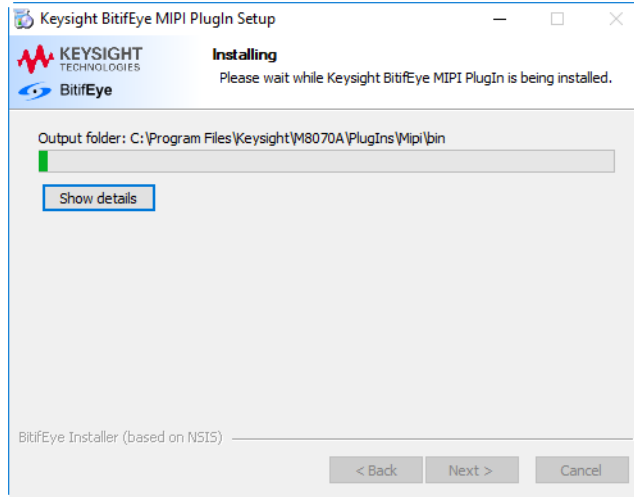 Keysight BitifEye MIPI PlugIn Setup
KEYSIGHT
TECHNOLOGIES
BitifEye
Installing
Please wait while Keysight BitifEye MIPI PlugIn is being installed.
Output folder: C:\Program Files\Keysight\M8070A\PlugIns\Mipi\bin
Show details
BitifEye Installer (based on NSIS)
< Back
Next >
Cancel